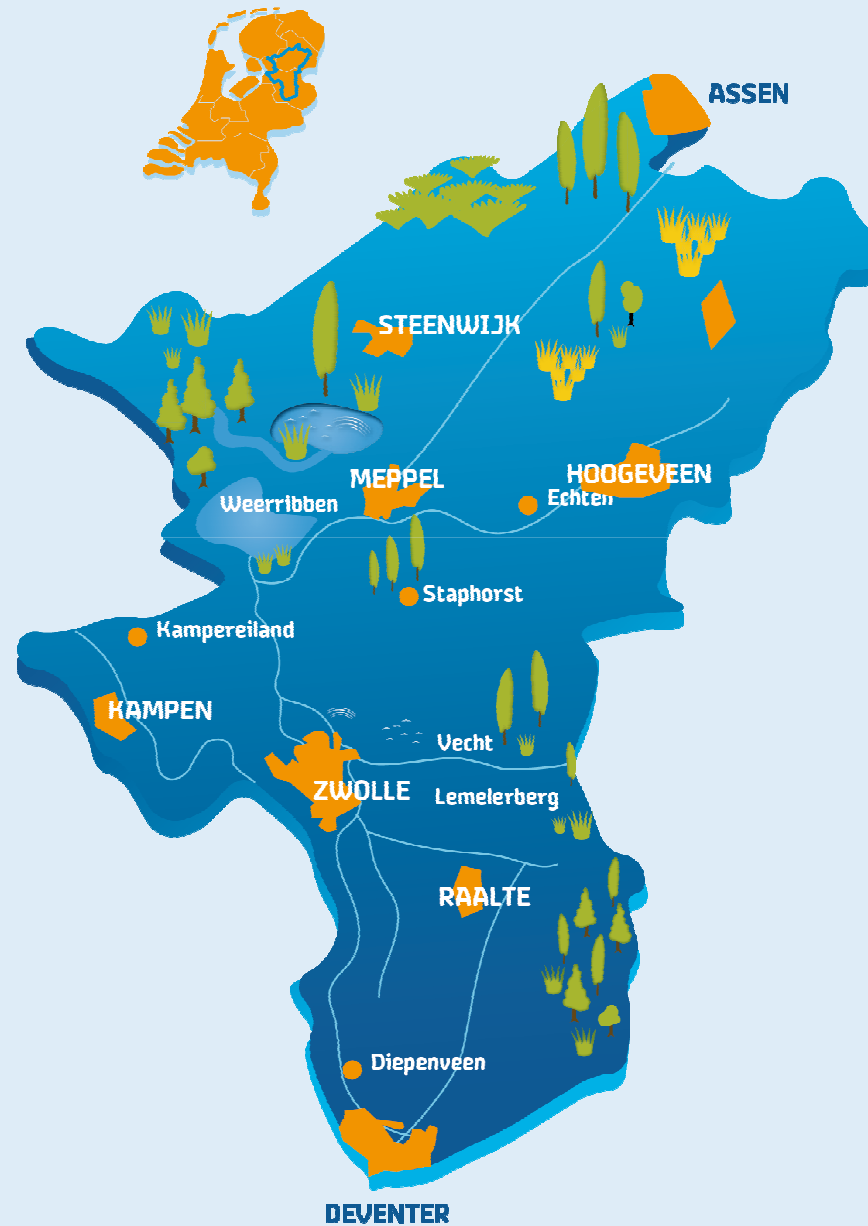 ASSEN
STEENWIJK
MEPPEL
HOOGEVEEN
Echten
Weerribben
Staphorst
Kampereiland
KAMPEN
Vecht
ZWOLLE
Lemelerberg
RAALTE
Diepenveen
DEVENTER